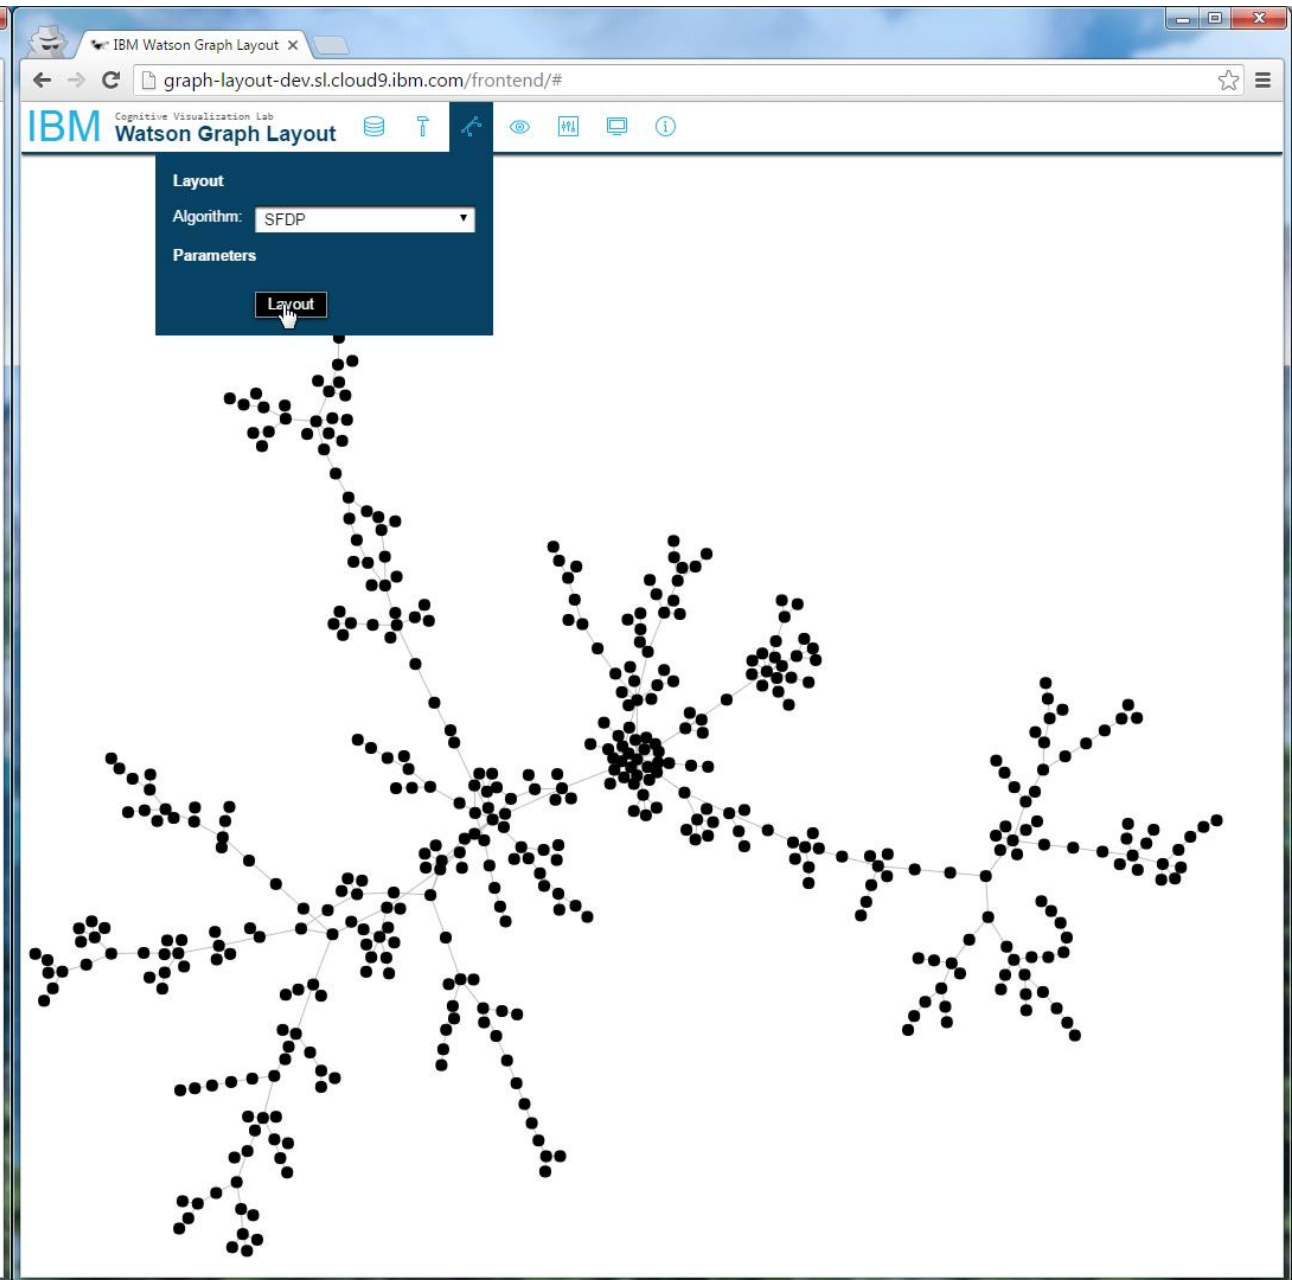 IBM Watson Graph Layout
graph-layout-dev.sl.cloud9.ibm.com/frontend/#
IBM
Cognitive Visualization Lab
Watson Graph Layout
Layout
Algorithm: SFDP
Parameters
Layout